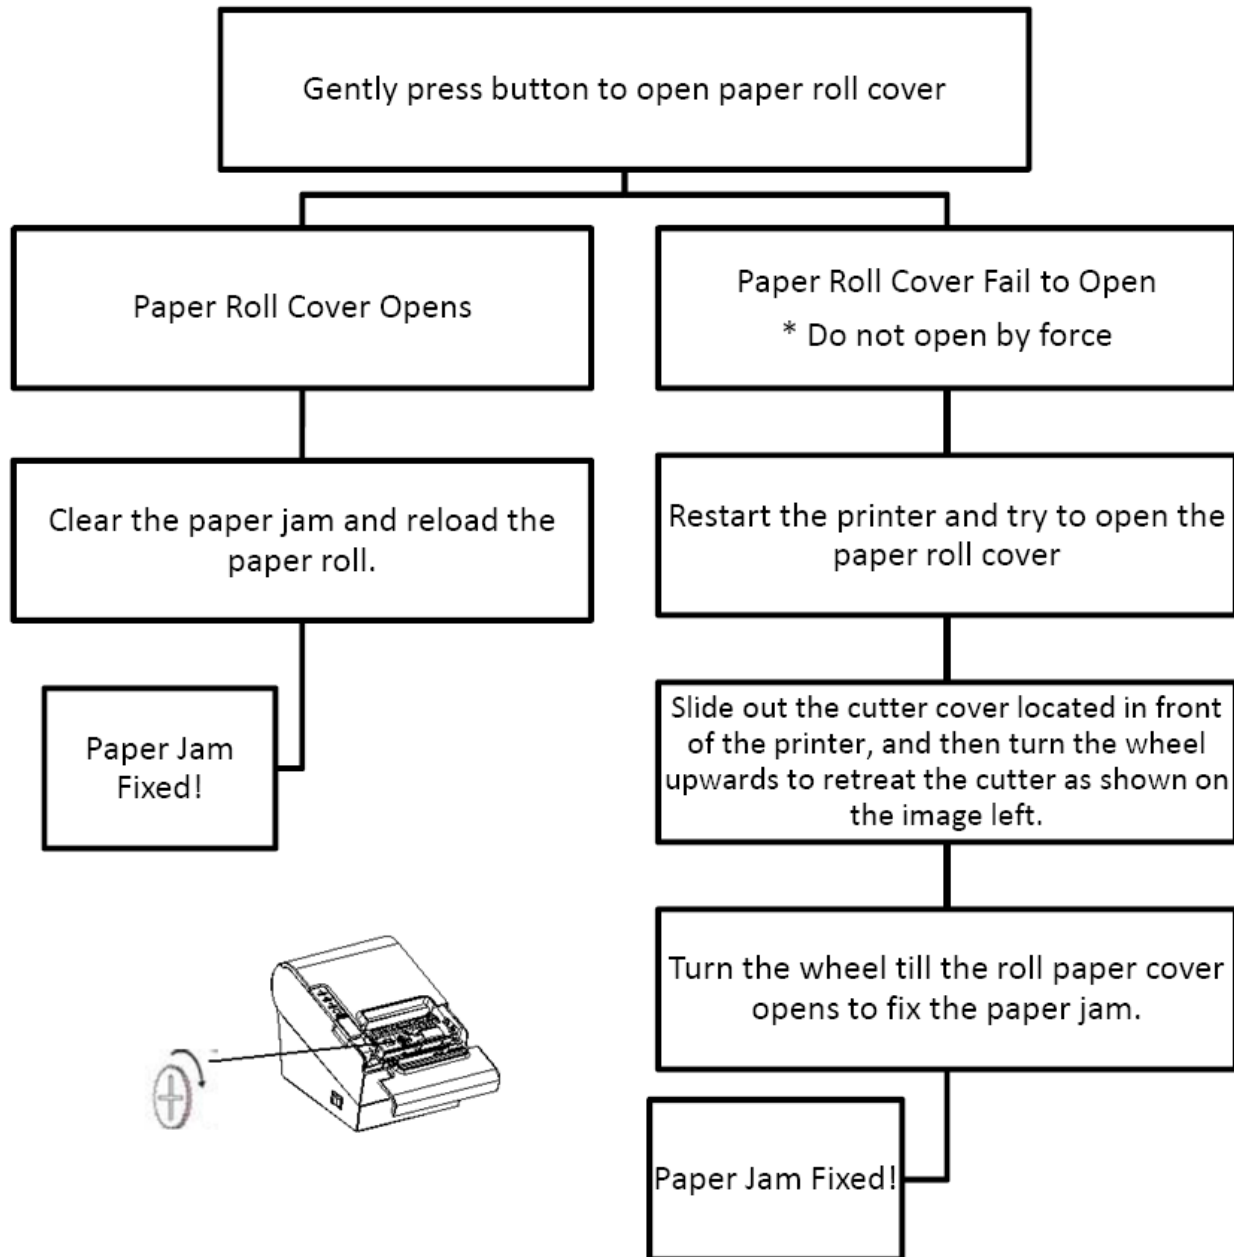 Gently press button to open paper roll cover
Paper Roll Cover Opens
Clear the paper jam and reload the
paper roll.
Paper Jam
Fixed!
Paper Roll Cover Fail to Open
* Do not open by force
Restart the printer and try to open the
paper roll cover
Slide out the cutter cover located in front
of the printer, and then turn the wheel
upwards to retreat the cutter as shown on
the image left.
Turn the wheel till the roll paper cover
opens to fix the paper jam.
Paper Jam Fixed!